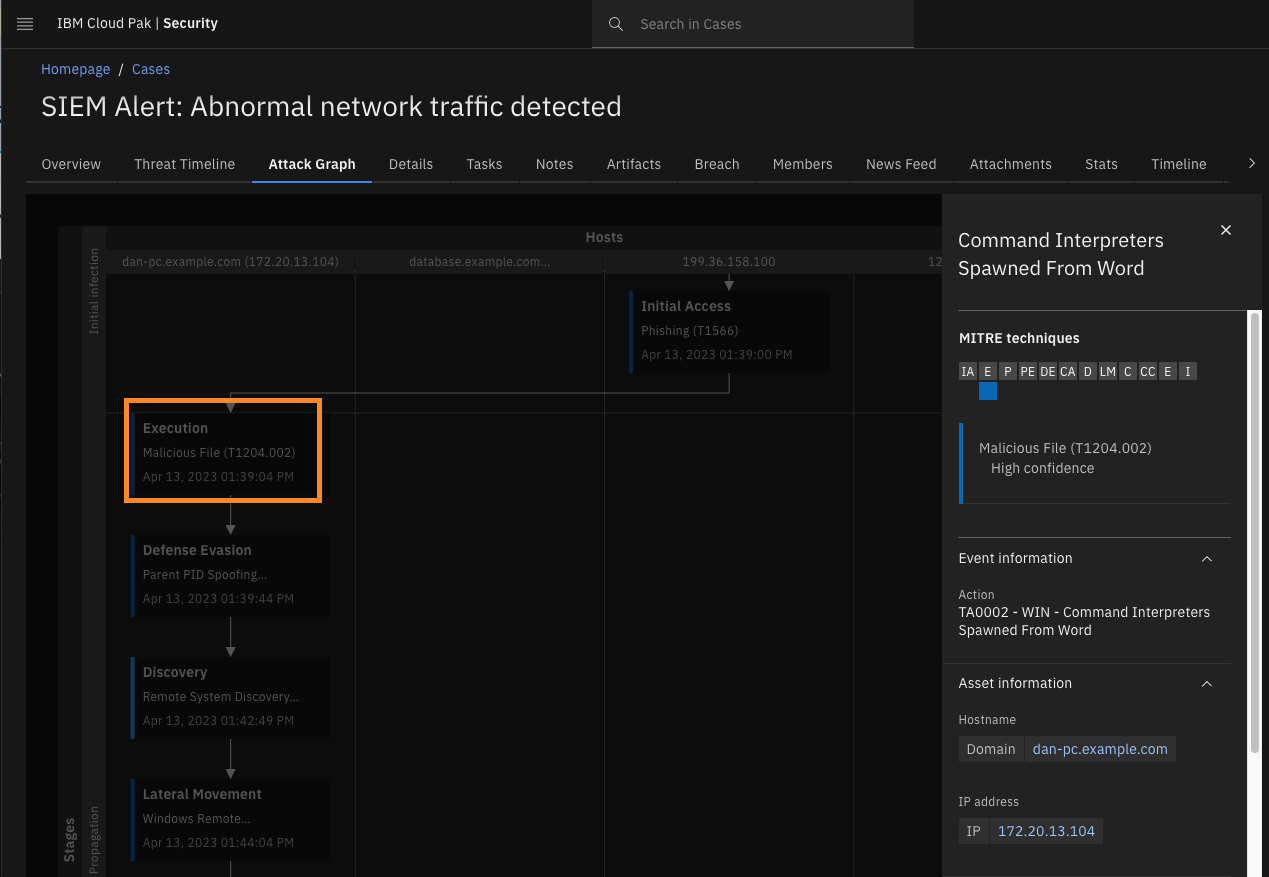 IBM Cloud Pak | Security
Search in Cases
Homepage / Cases
SIEM Alert: Abnormal network traffic detected
Overview
Threat Timeline
Attack Graph
Details
Tasks
Notes
Artifacts
Breach
Members
News Feed
Attachments
Stats
Timeline
Hosts
dan-pc.example.com (172.20.13.104)
database.example.com...
199.36.158.100
12
Initial infection
Initial Access
Phishing (T1566)
Apr 13, 2023 01:39:00 PM
Execution
Malicious File (T1204.002)
Apr 13, 2023 01:39:04 PM
Defense Evasion
Parent PID Spoofing...
Apr 13, 2023 01:39:44 PM
Discovery
Remote System Discovery...
Apr 13, 2023 01:42:49 PM
Lateral Movement
Windows Remote...
Apr 13, 2023 01:44:04 PM
Stages
Propagation
Command Interpreters
Spawned From Word
MITRE techniques
IA E P PE DE CA D LM C CC E I
Malicious File (T1204.002)
High confidence
Event information
Action
TA0002 - WIN - Command Interpreters
Spawned From Word
Asset information
Hostname
Domain dan-pc.example.com
IP address
IP 172.20.13.104